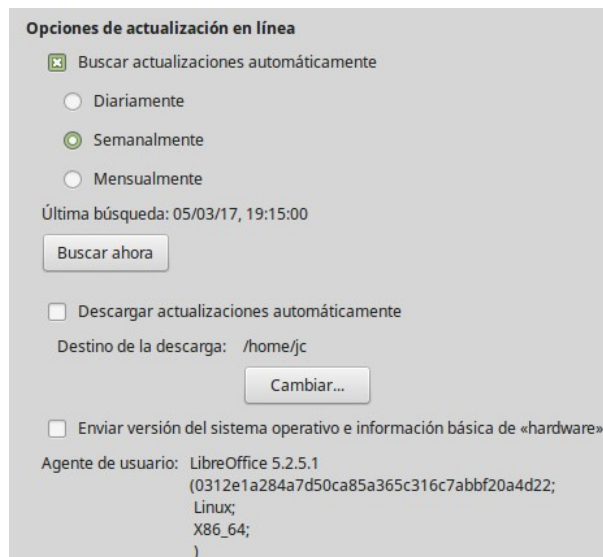 Opciones de actualización en línea
Buscar actualizaciones automáticamente
Diariamente
Semanalmente
Mensualmente
Última búsqueda: 05/03/17, 19:15:00
Buscar ahora
Descargar actualizaciones automáticamente
Destino de la descarga: /home/jc
Cambiar...
Enviar versión del sistema operativo e información básica de «hardware»
Agente de usuario: LibreOffice 5.2.5.1
(0312e1a284a7d50ca85a365c316c7abbf20a4d22;
Linux;
X86_64;
)